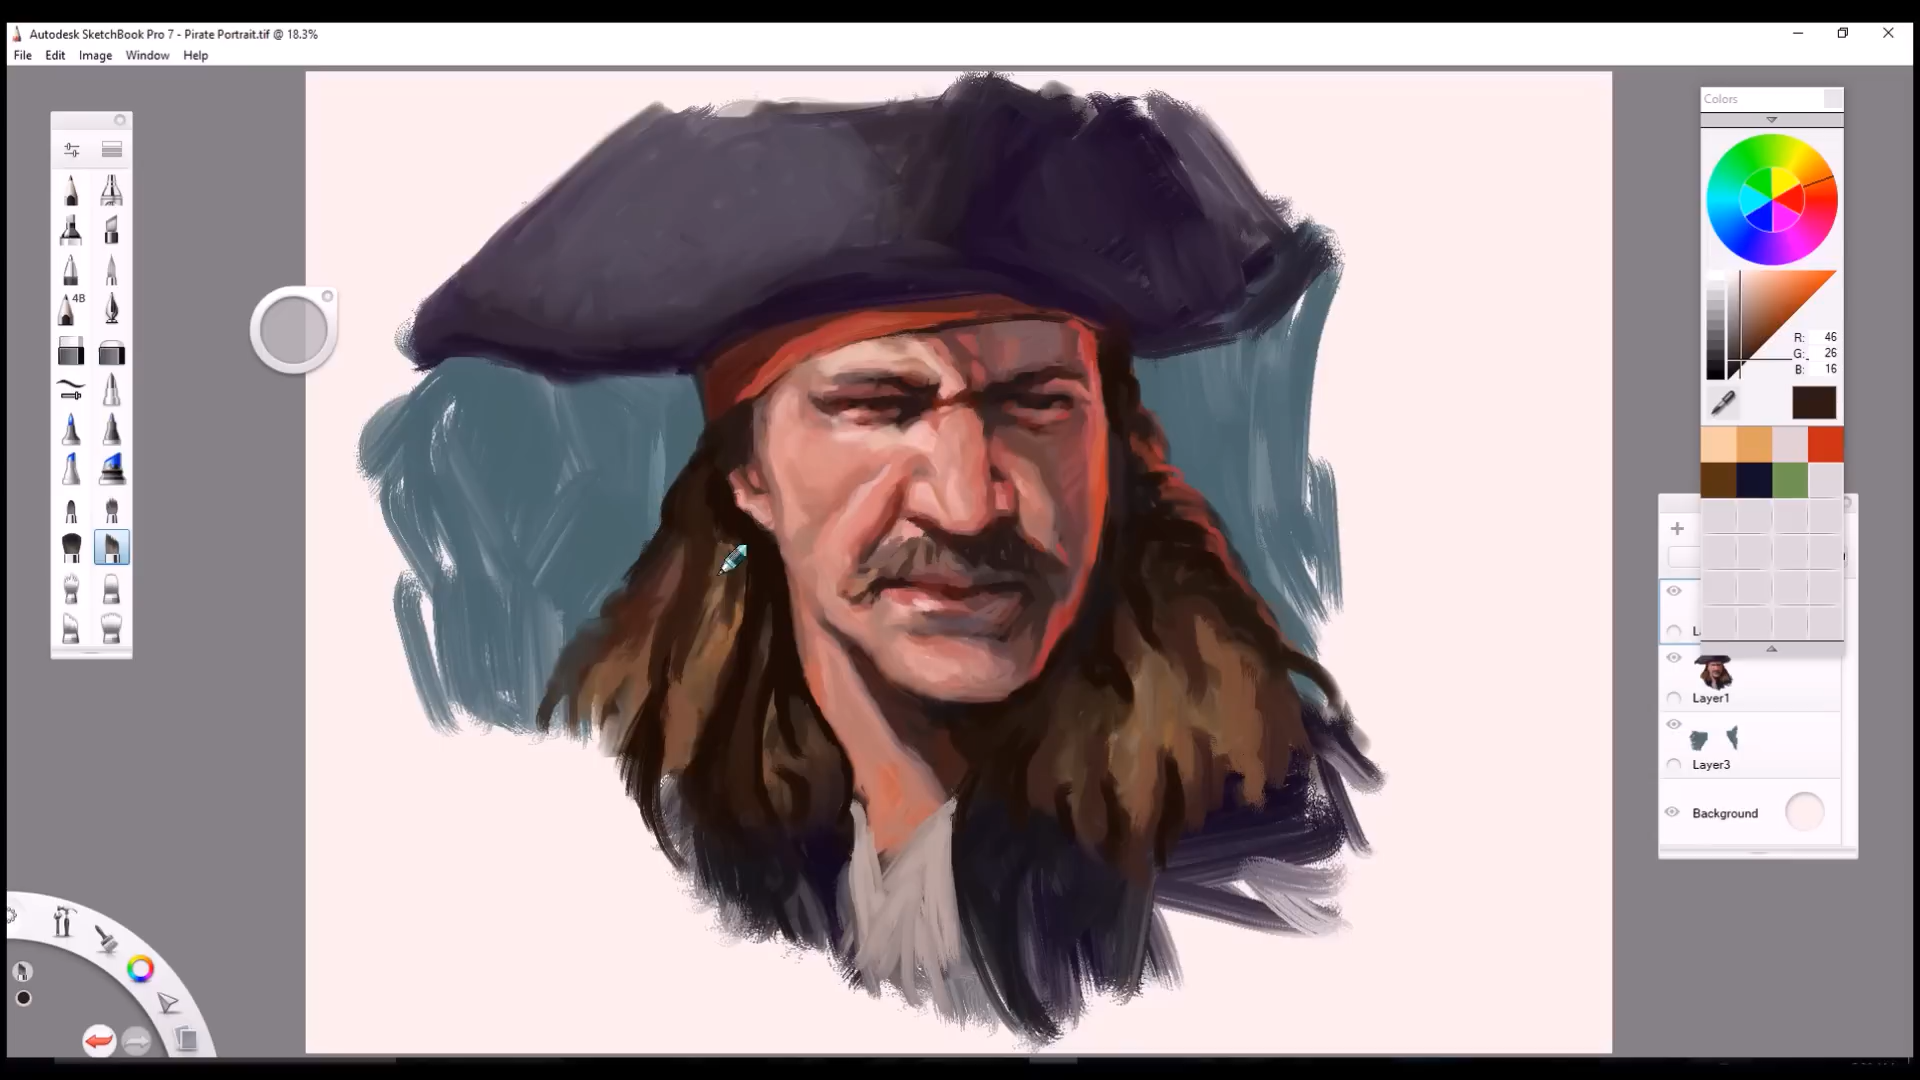 Autodesk SketchBook Pro 7 - Pirate Portrait.tif @ 18.3%
File Edit Image Window Help
Colors
4B
R: 46
G: 26
B: 16
L
Layer1
Layer3
Background